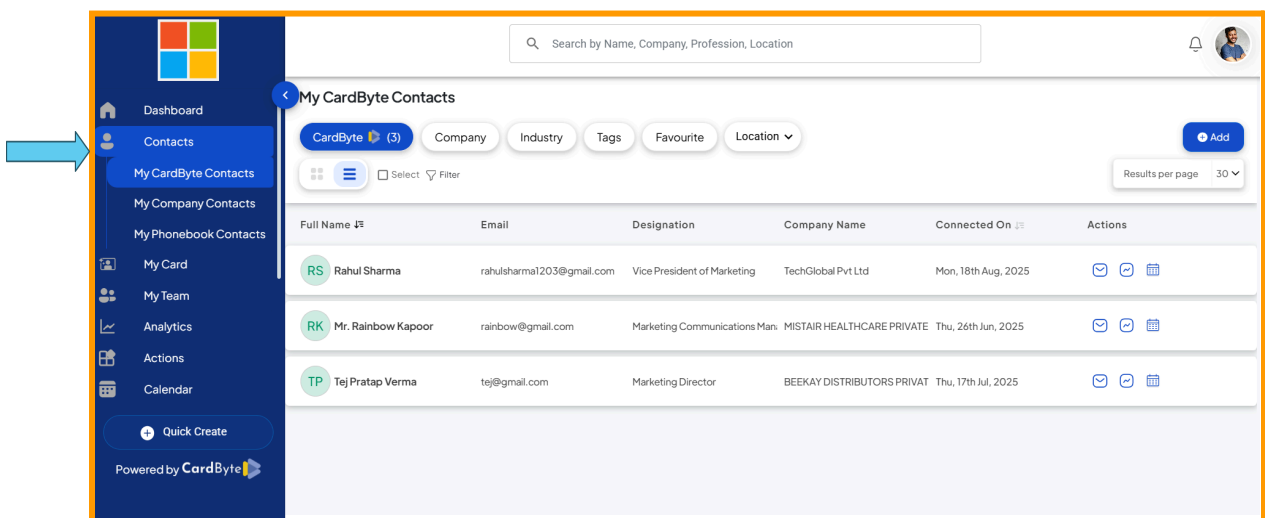 Search by Name, Company, Profession, Location
Dashboard
Contacts
My CardByte Contacts
My Company Contacts
My Phonebook Contacts
My Card
My Team
Analytics
Actions
Calendar
Quick Create
Powered by CardByte
My CardByte Contacts
CardByte (3) Company Industry Tags Favourite Location Add
Select Filter Results per page 30
Full Name Email Designation Company Name Connected On Actions
RS Rahul Sharma rahulsharma1203@gmail.com Vice President of Marketing TechGlobal Pvt Ltd Mon, 18th Aug, 2025
RK Mr. Rainbow Kapoor rainbow@gmail.com Marketing Communications Man MISTAIR HEALTHCARE PRIVATE Thu, 26th Jun, 2025
TP Tej Pratap Verma tej@gmail.com Marketing Director BEEKAY DISTRIBUTORS PRIVAT Thu, 17th Jul, 2025